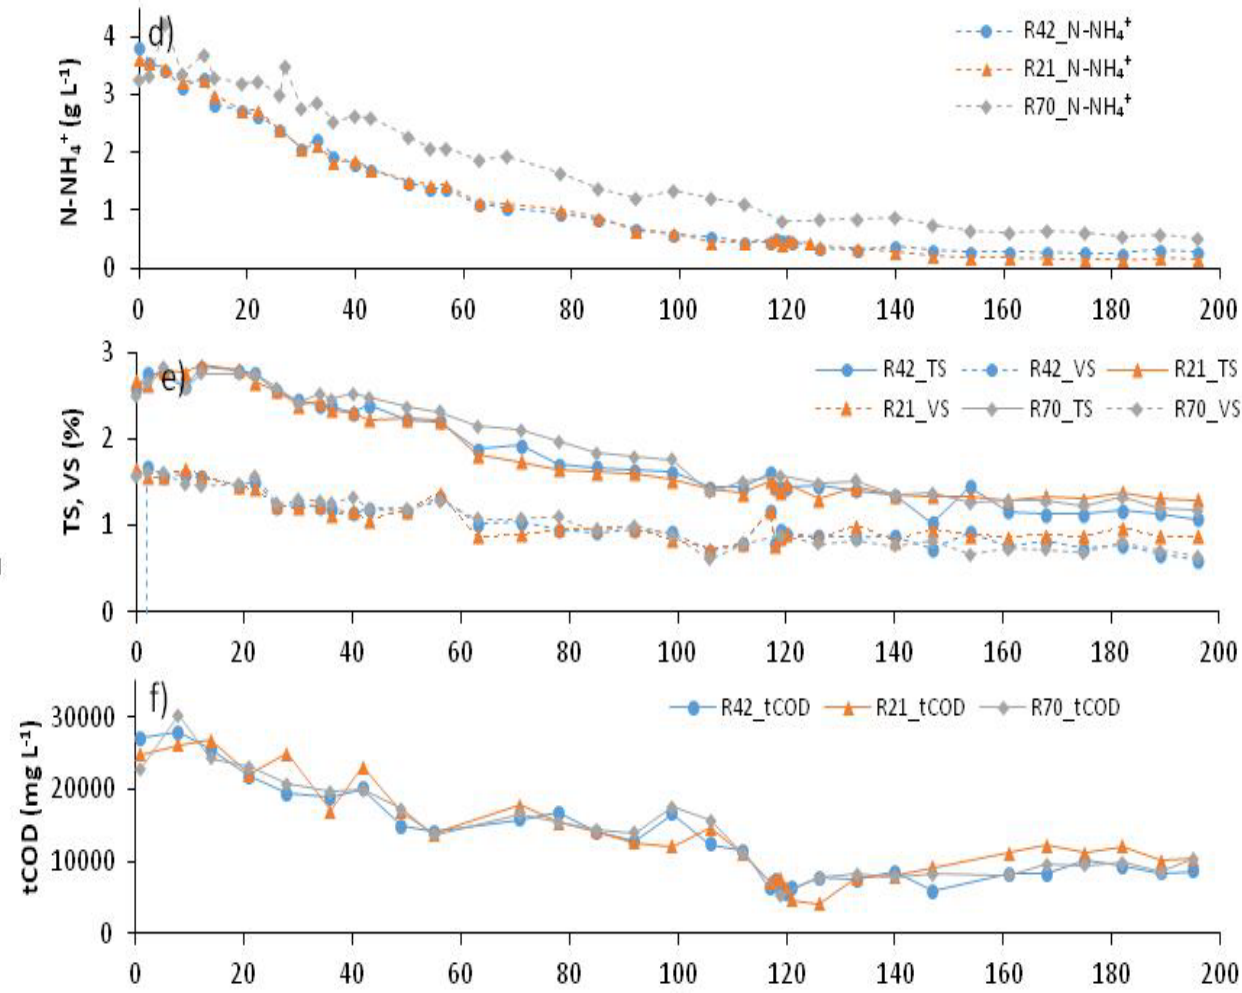 d)
N-NH₄⁺ (g L⁻¹)
4
3
2
1
0
R42_N-NH₄⁺
R21_N-NH₄⁺
R70_N-NH₄⁺
0 20 40 60 80 100 120 140 160 180 200
e)
TS, VS (%)
3
2
1
0
R42_TS R42_VS R21_TS
R21_VS R70_TS R70_VS
0 20 40 60 80 100 120 140 160 180 200
f)
tCOD (mg L⁻¹)
30000
20000
10000
0
R42_tCOD R21_tCOD R70_tCOD
0 20 40 60 80 100 120 140 160 180 200